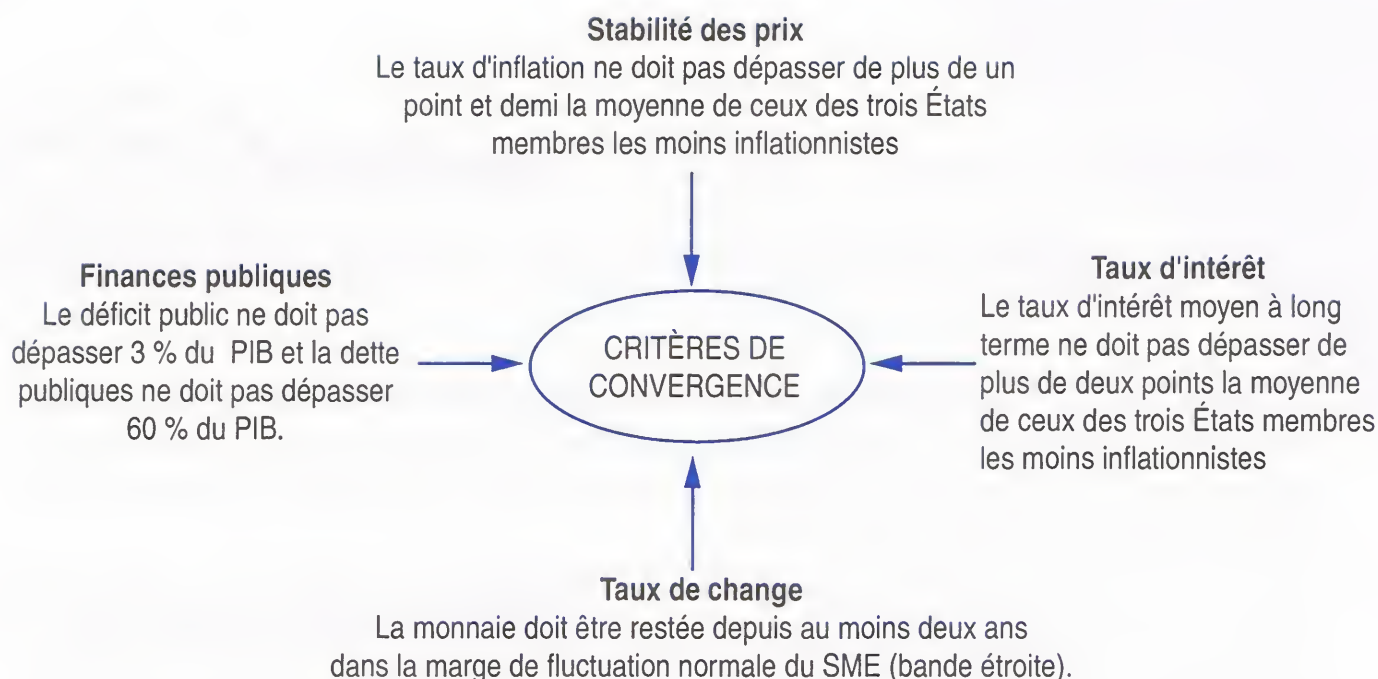 Stabilité des prix
Le taux d'inflation ne doit pas dépasser de plus de un
point et demi la moyenne de ceux des trois États
membres les moins inflationnistes
Finances publiques
Le déficit public ne doit pas
dépasser 3 % du PIB et la dette
publiques ne doit pas dépasser
60 % du PIB.
CRITÈRES DE
CONVERGENCE
Taux d'intérêt
Le taux d'intérêt moyen à long
terme ne doit pas dépasser de
plus de deux points la moyenne
de ceux des trois États membres
les moins inflationnistes
Taux de change
La monnaie doit être restée depuis au moins deux ans
dans la marge de fluctuation normale du SME (bande étroite).